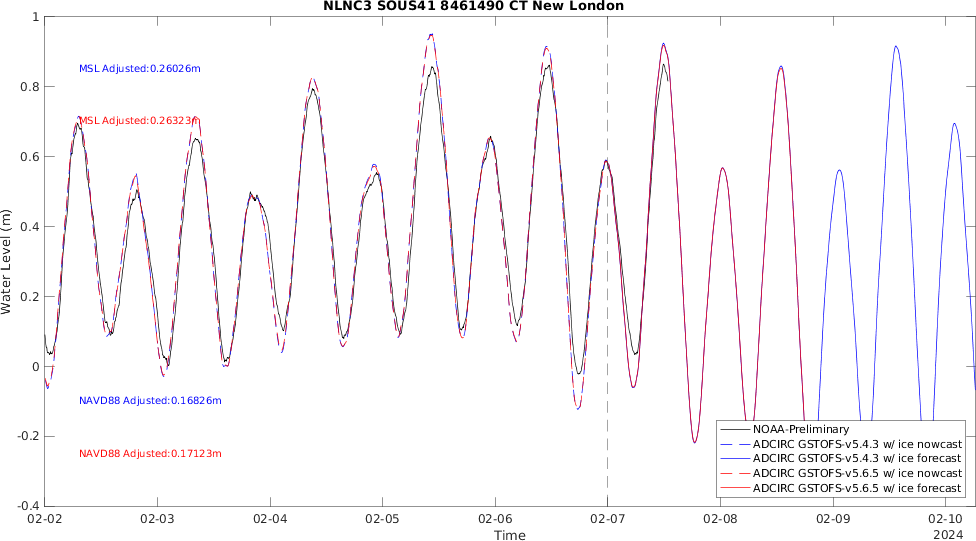 NLNC3 SOUS41 8461490 CT New London
1
0.8
0.6
0.4
0.2
0
-0.2
-0.4
Water Level (m)
MSL Adjusted:0.26026m
MSL Adjusted:0.26323m
NAVD88 Adjusted:0.16826m
NAVD88 Adjusted:0.17123m
NOAA-Preliminary
ADCIRC GSTOFS-v5.4.3 w/ ice nowcast
ADCIRC GSTOFS-v5.4.3 w/ ice forecast
ADCIRC GSTOFS-v5.6.5 w/ ice nowcast
ADCIRC GSTOFS-v5.6.5 w/ ice forecast
02-02 02-03 02-04 02-05 02-06 02-07 02-08 02-09 02-10
Time
2024